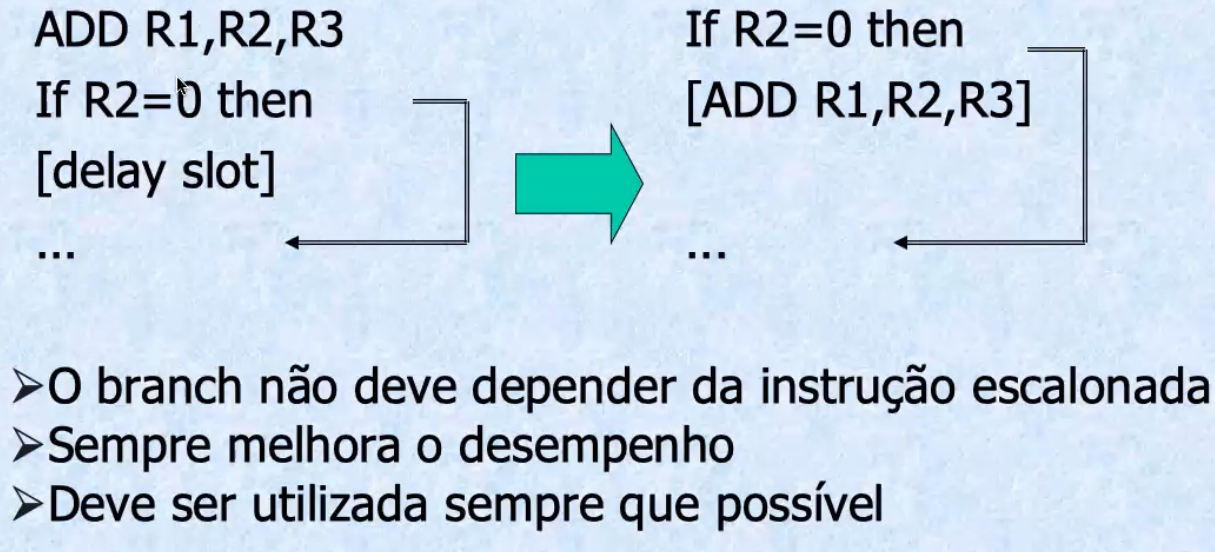 ADD R1,R2,R3
If R2=0 then
[delay slot]
...
If R2=0 then
[ADD R1,R2,R3]
...
➢O branch não deve depender da instrução escalonada
➢Sempre melhora o desempenho
➢Deve ser utilizada sempre que possível